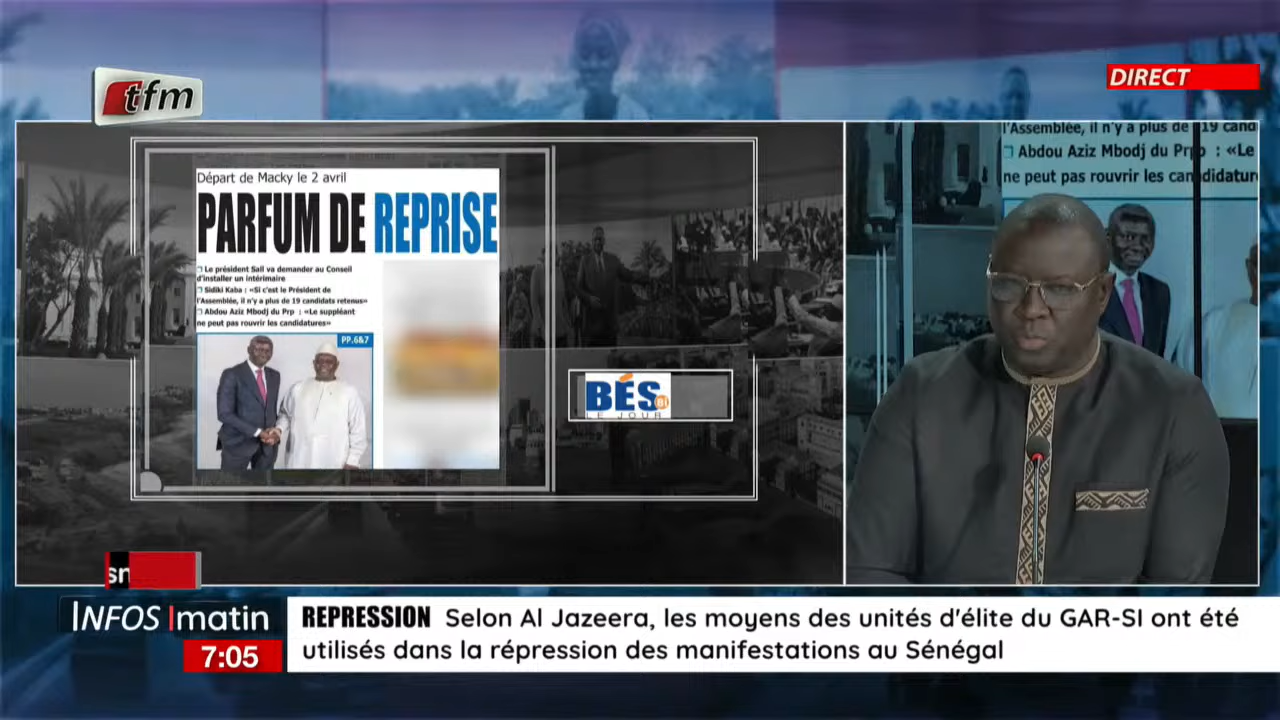 tfm
DIRECT
Départ de Macky le 2 avril
PARFUM DE REPRISE
Le président Sall va demander au Conseil
d'installer un intérimaire
Sidiki Kaba : «Si c'est le Président de
l'Assemblée, il n'y a plus de 19 candidats retenus»
Abdou Aziz Mbodj du Prp : «Le suppléant
ne peut pas rouvrir les candidatures»
PP.6&7
BÉS BI
LE JOUR
l'Assemblée, il n'y a plus de 19 cand
Abdou Aziz Mbodj du Prp : «Le
ne peut pas rouvrir les candidatur
sn
INFOS matin
7:05
REPRESSION Selon Al Jazeera, les moyens des unités d'élite du GAR-SI ont été
utilisés dans la répression des manifestations au Sénégal